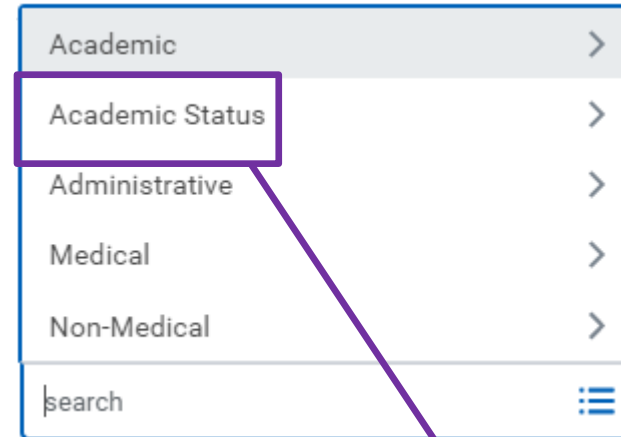 Academic
Academic Status
Administrative
Medical
Non-Medical
search